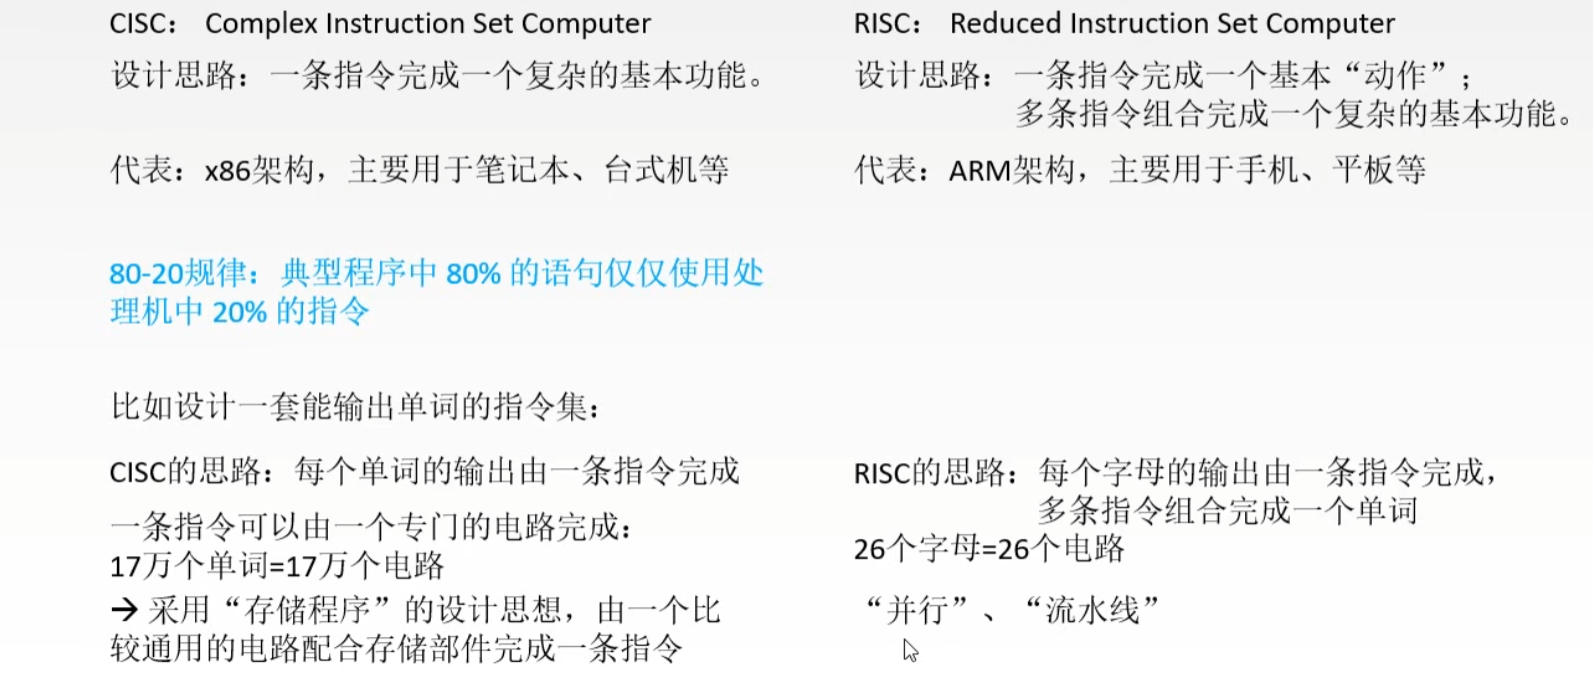 CISC： Complex Instruction Set Computer
设计思路：一条指令完成一个复杂的基本功能。
代表：x86架构，主要用于笔记本、台式机等
80-20规律：典型程序中 80% 的语句仅仅使用处
理机中 20% 的指令
比如设计一套能输出单词的指令集：
CISC的思路：每个单词的输出由一条指令完成
一条指令可以由一个专门的电路完成：
17万个单词=17万个电路
→ 采用“存储程序”的设计思想，由一个比
较通用的电路配合存储部件完成一条指令
RISC： Reduced Instruction Set Computer
设计思路：一条指令完成一个基本“动作”；
多条指令组合完成一个复杂的基本功能。
代表：ARM架构，主要用于手机、平板等
RISC的思路：每个字母的输出由一条指令完成，
多条指令组合完成一个单词
26个字母=26个电路
“并行”、“流水线”